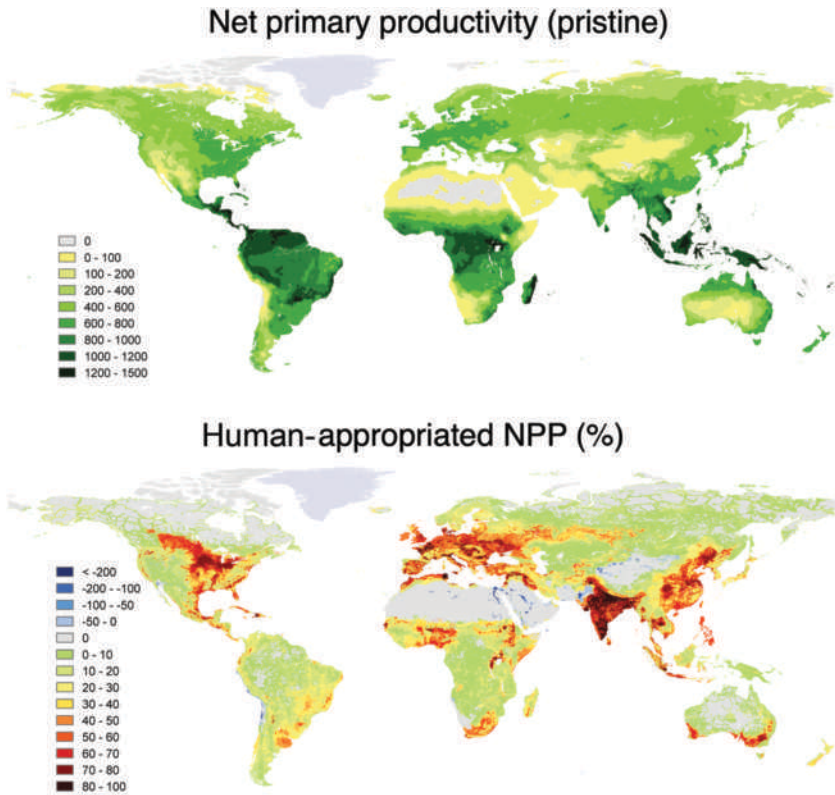 Net primary productivity (pristine)
0
0 - 100
100 - 200
200 - 400
400 - 600
600 - 800
800 - 1000
1000 - 1200
1200 - 1500
Human-appropriated NPP (%)
< -200
-200 - -100
-100 - -50
-50 - 0
0
0 - 10
10 - 20
20 - 30
30 - 40
40 - 50
50 - 60
60 - 70
70 - 80
80 - 100